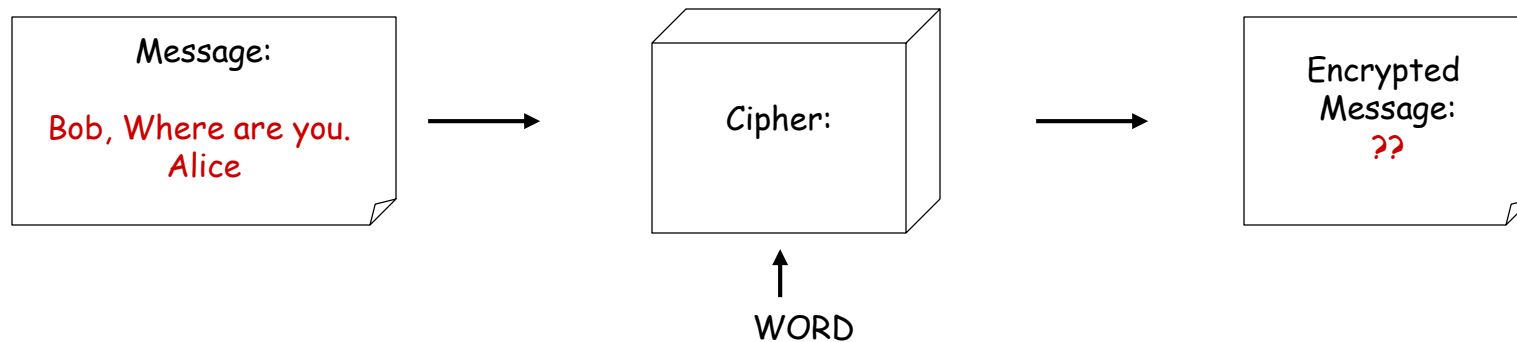 Message:
Bob, Where are you.
Alice
Cipher:
WORD
Encrypted
Message:
??